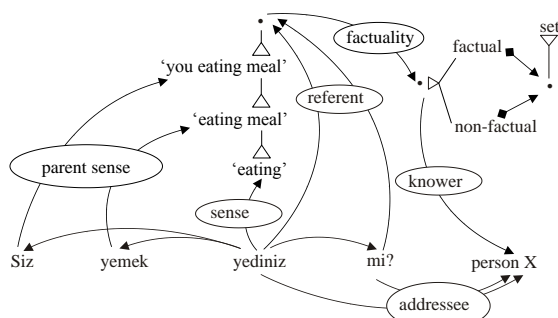 set
factuality
factual
‘you eating meal’
referent
‘eating meal’
non-factual
parent sense
‘eating’
knower
sense
Siz
yemek
yediniz
mi?
person X
addressee